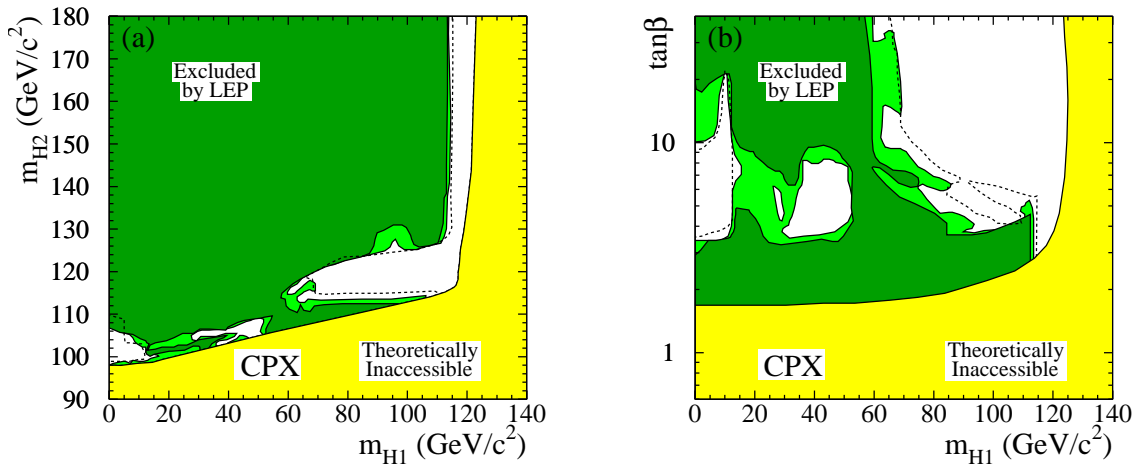 m_H2 (GeV/c²)
180
170
160
150
140
130
120
110
100
90
(a)
Excluded
by LEP
CPX
Theoretically
Inaccessible
0 20 40 60 80 100 120 140
m_H1 (GeV/c²)
tanβ
10
1
(b)
Excluded
by LEP
CPX
Theoretically
Inaccessible
0 20 40 60 80 100 120 140
m_H1 (GeV/c²)